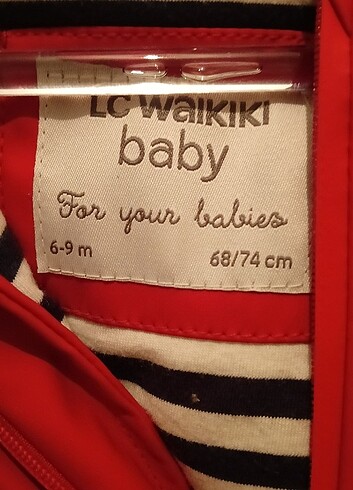 LC Waikiki
baby
For your babies
6-9 m 68/74 cm